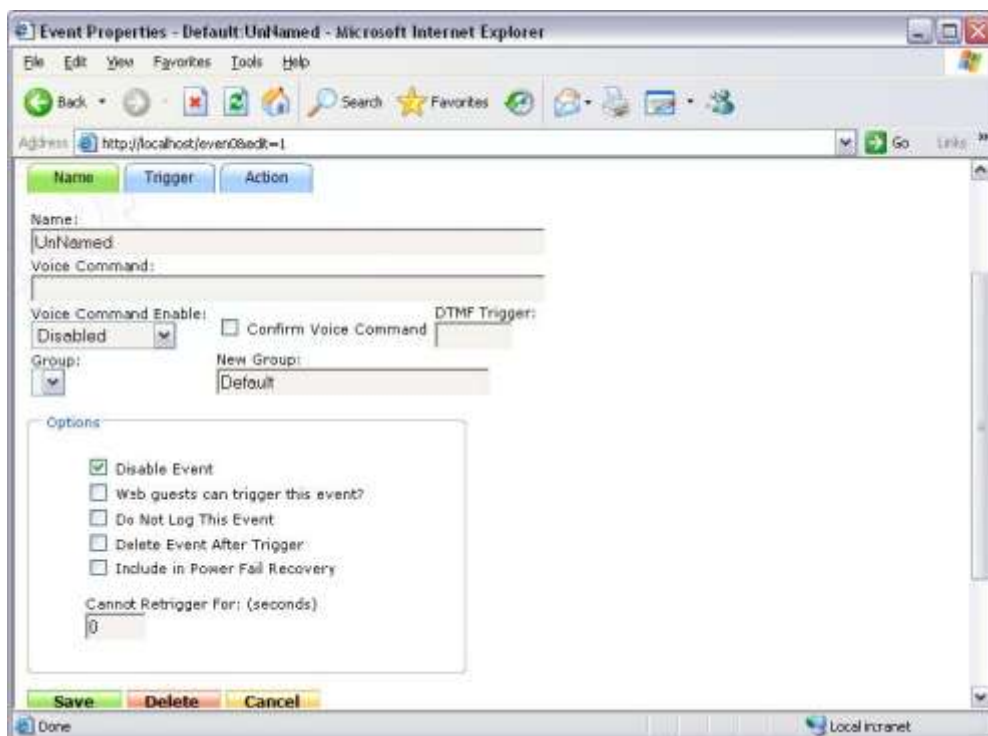 Event Properties - Default:UnNamed - Microsoft Internet Explorer
File Edit View Favorites Tools Help
Back Search Favorites
Address http://localhost/even0&edit=1 Go Links »
Name Trigger Action
Name:
UnNamed
Voice Command:
Voice Command Enable: DTMF Trigger:
Disabled Confirm Voice Command
Group: New Group:
Default
Options
Disable Event
Web guests can trigger this event?
Do Not Log This Event
Delete Event After Trigger
Include in Power Fail Recovery
Cannot Retrigger For: (seconds)
0
Save Delete Cancel
Done Local intranet